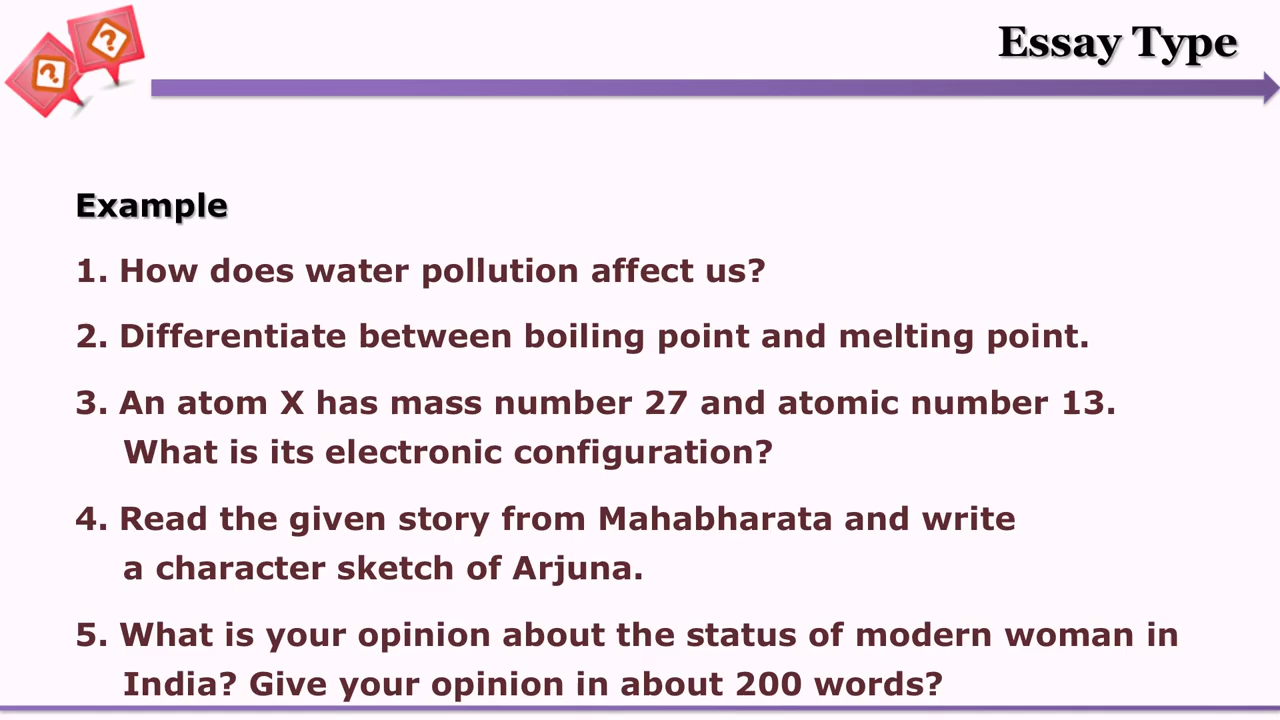 Essay Type
Example
1. How does water pollution affect us?
2. Differentiate between boiling point and melting point.
3. An atom X has mass number 27 and atomic number 13.
What is its electronic configuration?
4. Read the given story from Mahabharata and write
a character sketch of Arjuna.
5. What is your opinion about the status of modern woman in
India? Give your opinion in about 200 words?